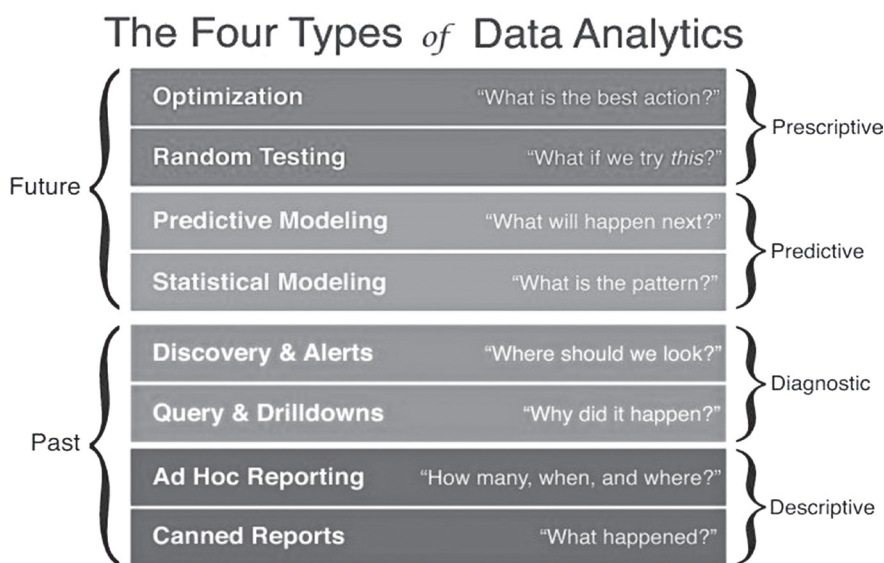 The Four Types of Data Analytics
Optimization “What is the best action?”
Prescriptive
Random Testing “What if we try this?”
Future
Predictive Modeling “What will happen next?”
Predictive
Statistical Modeling “What is the pattern?”
Discovery & Alerts “Where should we look?”
Diagnostic
Query & Drilldowns “Why did it happen?”
Past
Ad Hoc Reporting “How many, when, and where?”
Descriptive
Canned Reports “What happened?”